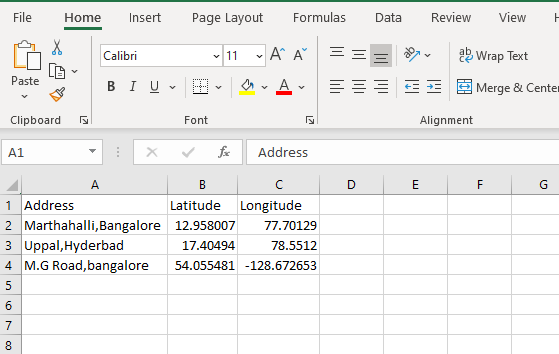 File Home Insert Page Layout Formulas Data Review View
Calibri 11 A A ab Wrap Text
Paste B I U A Merge & Cente
Clipboard Font Alignment
A1 fx Address
A B C D E F G
1 Address Latitude Longitude
2 Marthahalli,Bangalore 12.958007 77.70129
3 Uppal,Hyderbad 17.40494 78.5512
4 M.G Road,bangalore 54.055481 -128.672653
5
6
7
8